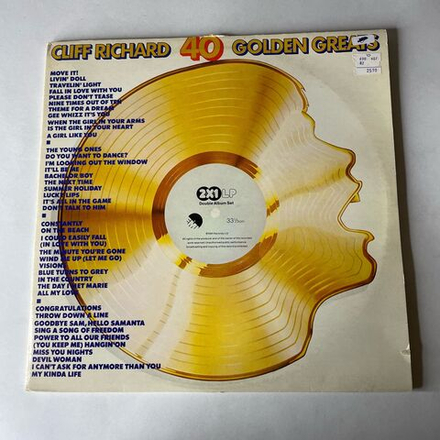 CLIFF RICHARD 40 GOLDEN GREATS
MOVE IT!
LIVIN' DOLL
TRAVELIN' LIGHT
FALL IN LOVE WITH YOU
PLEASE DON'T TEASE
NINE TIMES OUT OF TEN
THEME FOR A DREAM
GEE WHIZZ IT'S YOU
WHEN THE GIRL IN YOUR ARMS
IS THE GIRL IN YOUR HEART
A GIRL LIKE YOU
THE YOUNG ONES
DO YOU WANT TO DANCE?
I'M LOOKING OUT THE WINDOW
IT'LL BE ME
BACHELOR BOY
THE NEXT TIME
SUMMER HOLIDAY
LUCKY LIPS
IT'S ALL IN THE GAME
DON'T TALK TO HIM
CONSTANTLY
ON THE BEACH
I COULD EASILY FALL
(IN LOVE WITH YOU)
THE MINUTE YOU'RE GONE
WIND ME UP (LET ME GO)
VISIONS
BLUE TURNS TO GREY
IN THE COUNTRY
THE DAY I MET MARIE
ALL MY LOVE
CONGRATULATIONS
THROW DOWN A LINE
GOODBYE SAM, HELLO SAMANTA
SING A SONG OF FREEDOM
POWER TO ALL OUR FRIENDS
(YOU KEEP ME) HANGIN' ON
MISS YOU NIGHTS
DEVIL WOMAN
I CAN'T ASK FOR ANYMORE THAN YOU
MY KINDA LIFE
2X1 LP
Double Album Set
33⅓